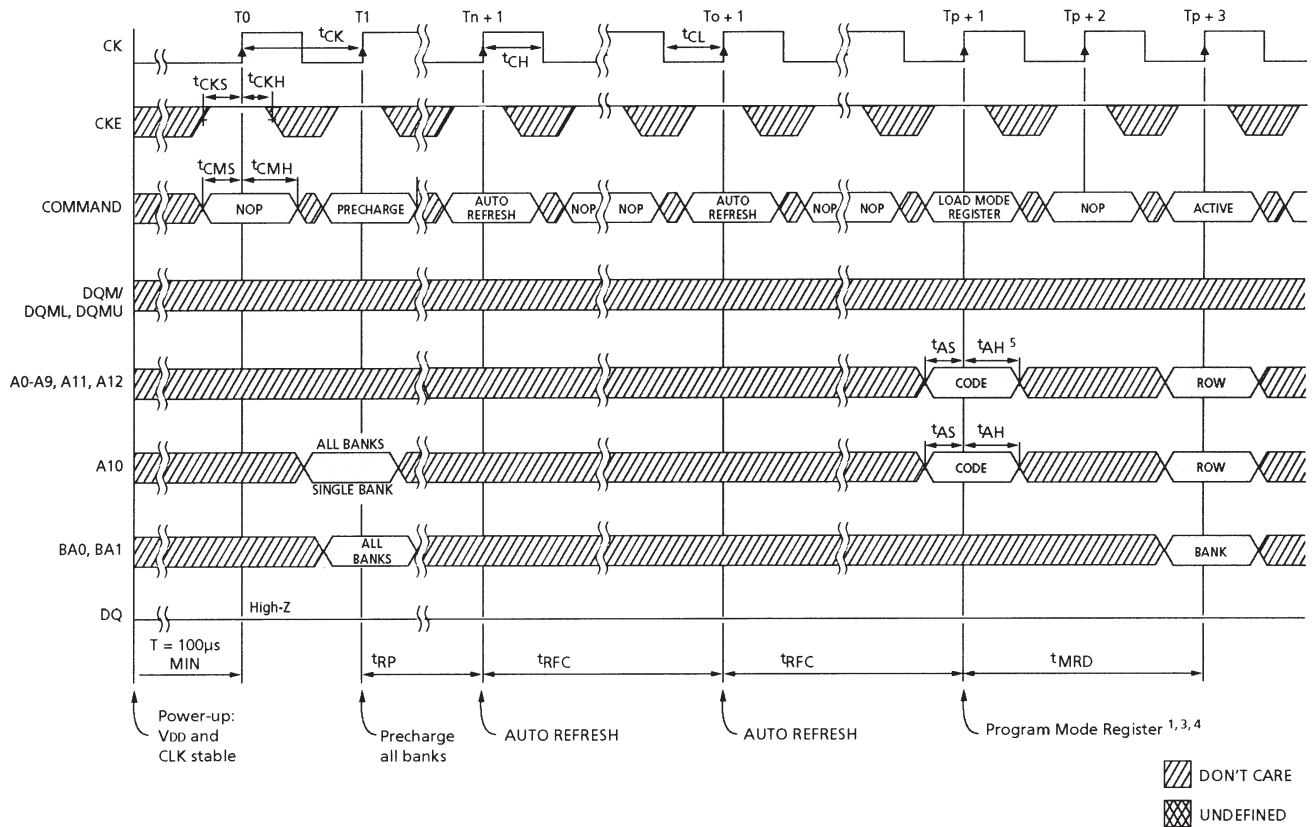 T0 T1 Tn + 1 To + 1 Tp + 1 Tp + 2 Tp + 3
CK tCK tCH tCL
tCKS tCKH
CKE
tCMS tCMH
COMMAND NOP PRECHARGE AUTO REFRESH NOP NOP AUTO REFRESH NOP NOP LOAD MODE REGISTER NOP ACTIVE
DQM/
DQML, DQMU
tAS tAH 5
A0-A9, A11, A12 CODE ROW
ALL BANKS tAS tAH
A10 CODE ROW
SINGLE BANK
BA0, BA1 ALL BANKS BANK
DQ High-Z
T = 100µs
MIN tRP tRFC tRFC tMRD
Power-up:
VDD and
CLK stable
Precharge
all banks
AUTO REFRESH
AUTO REFRESH
Program Mode Register 1,3,4
DON'T CARE
UNDEFINED